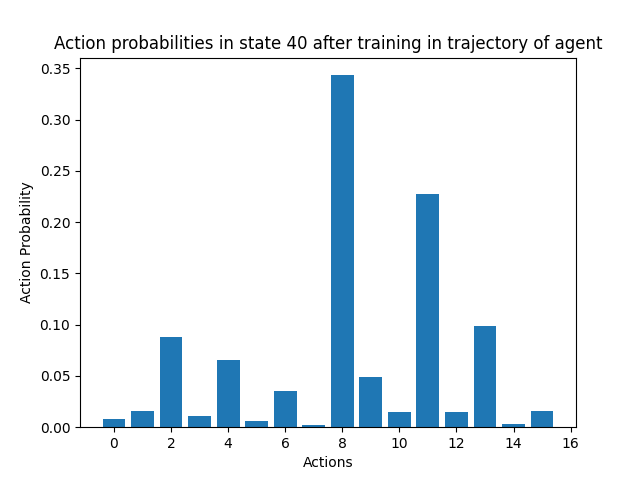 Action probabilities in state 40 after training in trajectory of agent
0.35
0.30
0.25
0.20
0.15
0.10
0.05
0.00
Action Probability
0 2 4 6 8 10 12 14 16
Actions